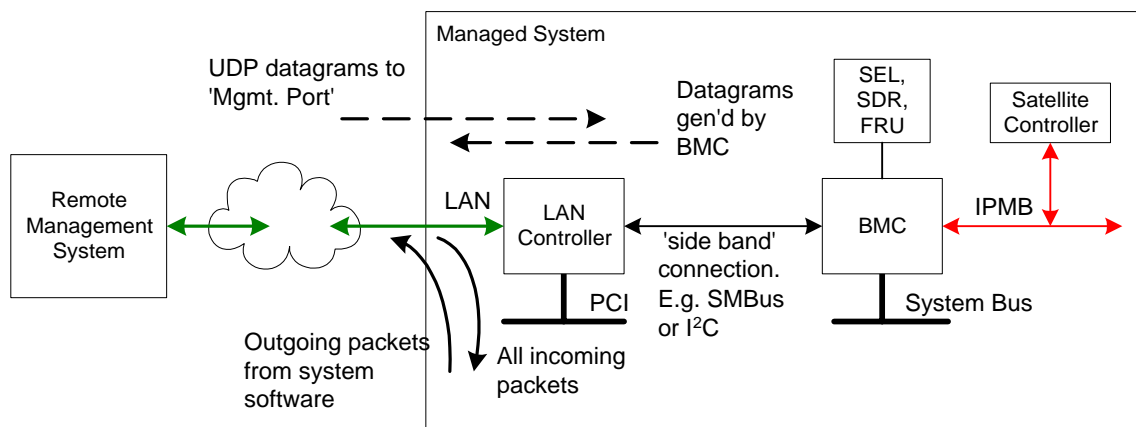 Managed System
UDP datagrams to
'Mgmt. Port'
Datagrams
gen'd by
BMC
SEL,
SDR,
FRU
Satellite
Controller
Remote
Management
System
LAN
LAN
Controller
BMC
IPMB
'side band'
connection.
E.g. SMBus
or I²C
PCI
System Bus
Outgoing packets
from system
software
All incoming
packets